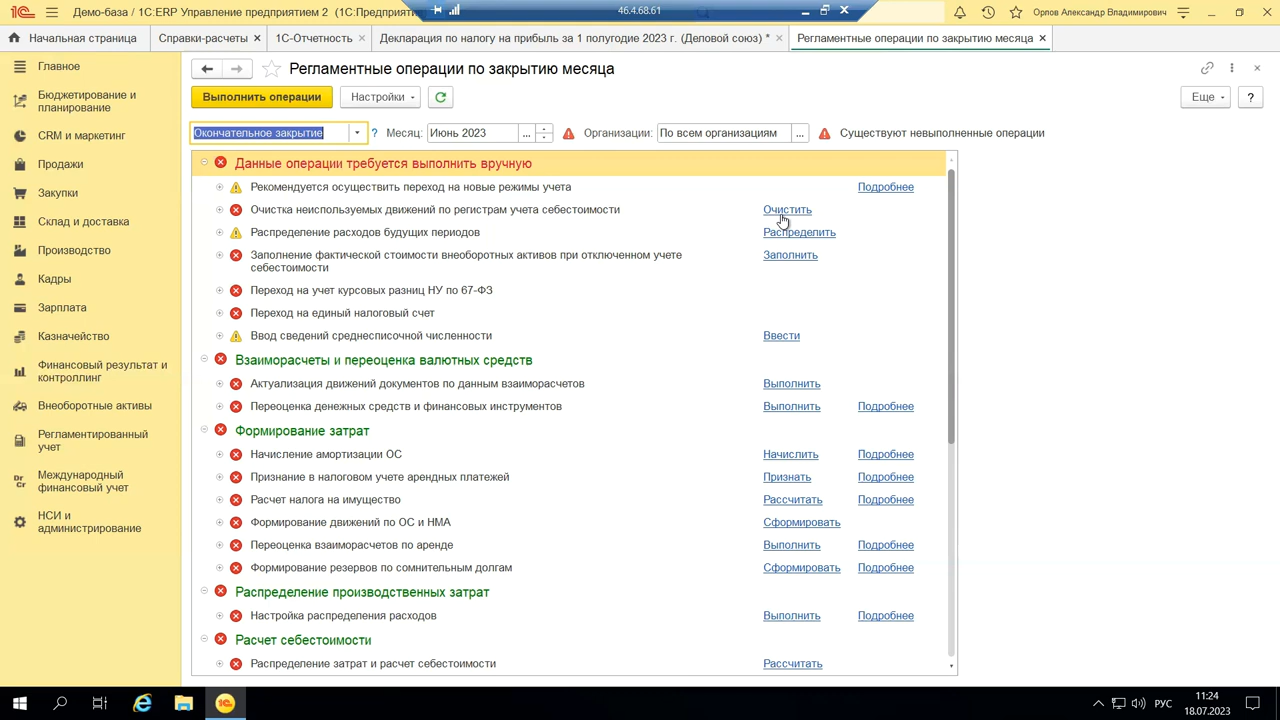 Демо-база / 1С:ERP Управление предприятием 2 (1С:Предприятие
46.4.68.61
Орлов Александр Владимирович
Начальная страница
Справки-расчеты
1С-Отчетность
Декларация по налогу на прибыль за 1 полугодие 2023 г. (Деловой союз) *
Регламентные операции по закрытию месяца
Главное
Бюджетирование и
планирование
CRM и маркетинг
Продажи
Закупки
Склад и доставка
Производство
Кадры
Зарплата
Казначейство
Финансовый результат и
контроллинг
Внеоборотные активы
Регламентированный
учет
Международный
финансовый учет
НСИ и
администрирование
Регламентные операции по закрытию месяца
Выполнить операции
Настройки
Еще
?
Окончательное закрытие
?
Месяц:
Июнь 2023
...
Организации:
По всем организациям
...
Существуют невыполненные операции
Данные операции требуется выполнить вручную
Рекомендуется осуществить переход на новые режимы учета Подробнее
Очистка неиспользуемых движений по регистрам учета себестоимости Очистить
Распределение расходов будущих периодов Распределить
Заполнение фактической стоимости внеоборотных активов при отключенном учете Заполнить
себестоимости
Переход на учет курсовых разниц НУ по 67-ФЗ
Переход на единый налоговый счет
Ввод сведений среднесписочной численности Ввести
Взаиморасчеты и переоценка валютных средств
Актуализация движений документов по данным взаиморасчетов Выполнить
Переоценка денежных средств и финансовых инструментов Выполнить Подробнее
Формирование затрат
Начисление амортизации ОС Начислить Подробнее
Признание в налоговом учете арендных платежей Признать Подробнее
Расчет налога на имущество Рассчитать Подробнее
Формирование движений по ОС и НМА Сформировать
Переоценка взаиморасчетов по аренде Выполнить Подробнее
Формирование резервов по сомнительным долгам Сформировать Подробнее
Распределение производственных затрат
Настройка распределения расходов Выполнить Подробнее
Расчет себестоимости
Распределение затрат и расчет себестоимости Рассчитать
РУС
11:24
18.07.2023